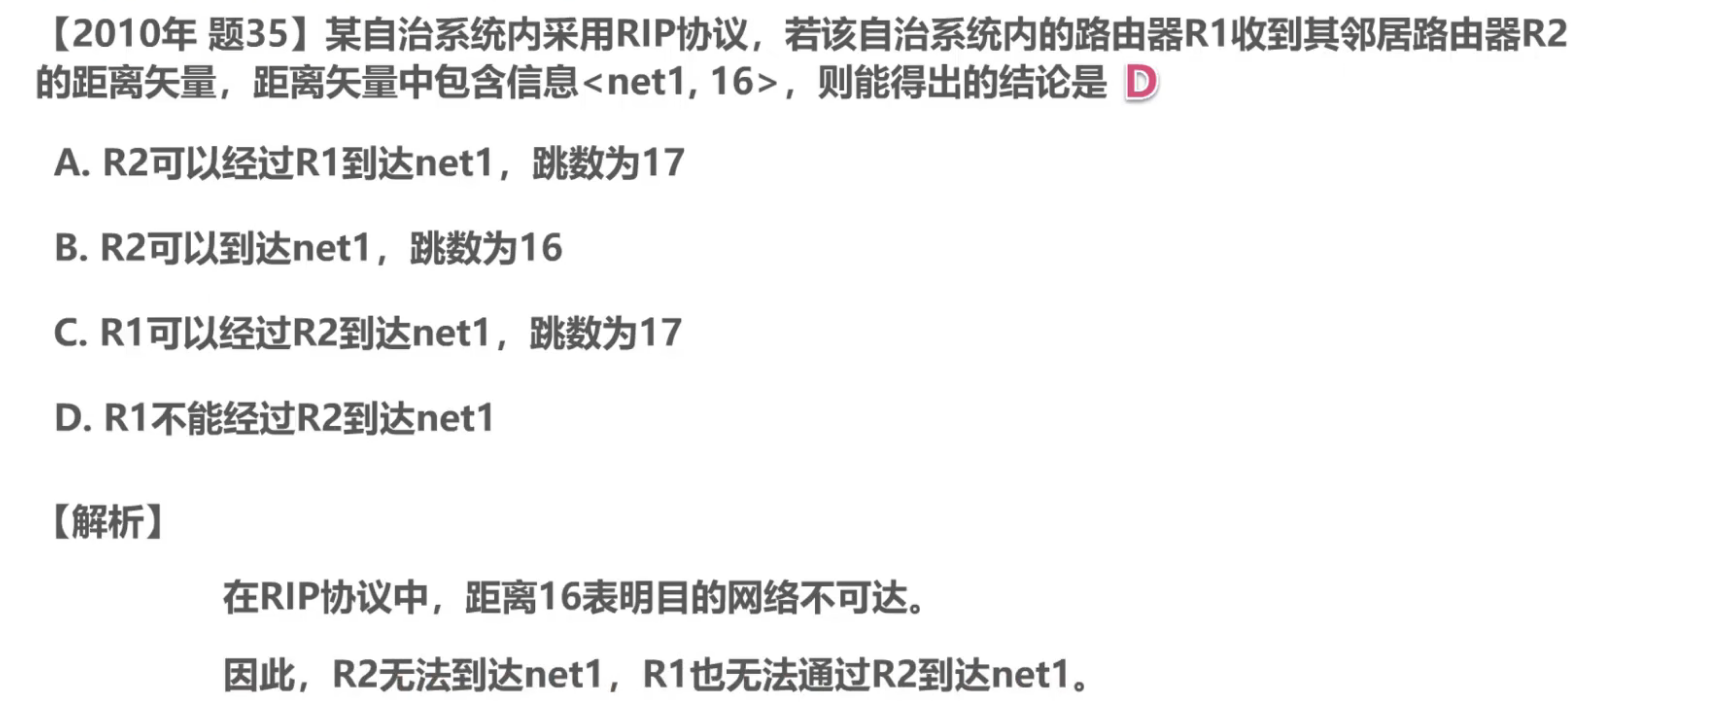 【2010年 题35】某自治系统内采用RIP协议，若该自治系统内的路由器R1收到其邻居路由器R2
的距离矢量，距离矢量中包含信息<net1, 16>，则能得出的结论是 D
A. R2可以经过R1到达net1，跳数为17
B. R2可以到达net1，跳数为16
C. R1可以经过R2到达net1，跳数为17
D. R1不能经过R2到达net1
【解析】
在RIP协议中，距离16表明目的网络不可达。
因此，R2无法到达net1，R1也无法通过R2到达net1。